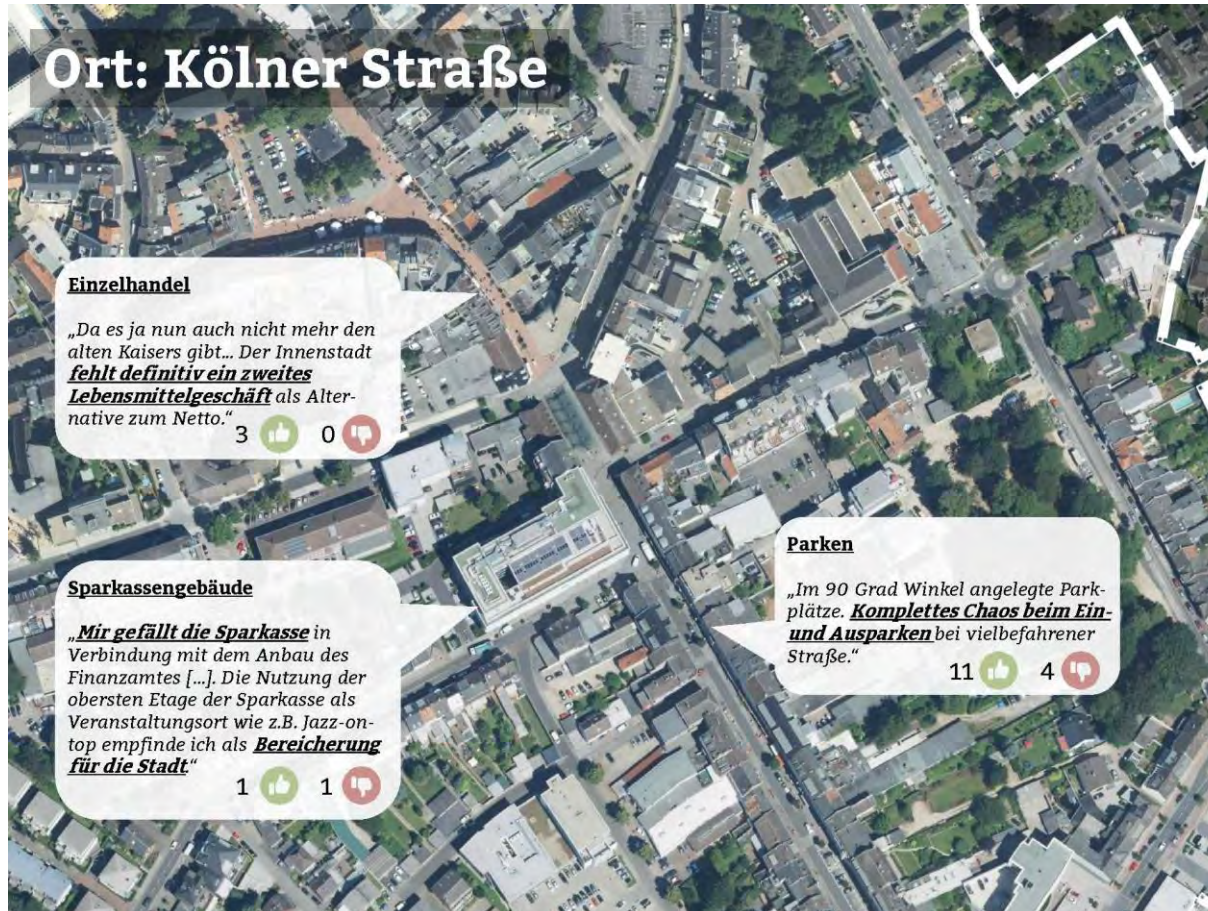 Ort: Kölner Straße
Einzelhandel
„Da es ja nun auch nicht mehr den
alten Kaisers gibt... Der Innenstadt
fehlt definitiv ein zweites
Lebensmittelgeschäft als Alter-
native zum Netto.“
3 0
Sparkassengebäude
„Mir gefällt die Sparkasse in
Verbindung mit dem Anbau des
Finanzamtes [...]. Die Nutzung der
obersten Etage der Sparkasse als
Veranstaltungsort wie z.B. Jazz-on-
top empfinde ich als Bereicherung
für die Stadt.“
1 1
Parken
„Im 90 Grad Winkel angelegte Park-
plätze. Komplettes Chaos beim Ein-
und Ausparken bei vielbefahrener
Straße.“
11 4